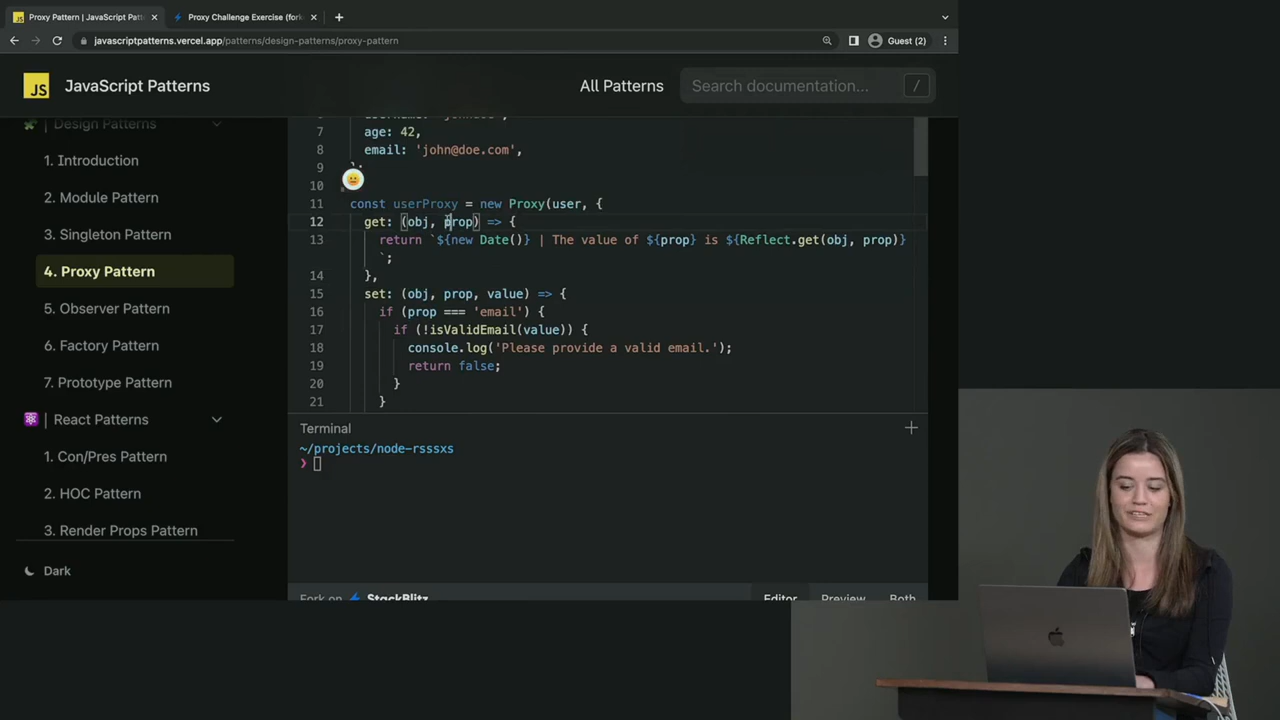 JS Proxy Pattern | JavaScript Patt
Proxy Challenge Exercise (fork
javascriptpatterns.vercel.app/patterns/design-patterns/proxy-pattern
Guest (2)
JS JavaScript Patterns
All Patterns
Search documentation... /
Design Patterns
1. Introduction
2. Module Pattern
3. Singleton Pattern
4. Proxy Pattern
5. Observer Pattern
6. Factory Pattern
7. Prototype Pattern
| React Patterns
1. Con/Pres Pattern
2. HOC Pattern
3. Render Props Pattern
Dark
7 age: 42,
8 email: 'john@doe.com',
9 };
10
11 const userProxy = new Proxy(user, {
12 get: (obj, prop) => {
13 return `${new Date()} | The value of ${prop} is ${Reflect.get(obj, prop)}
`;
14 },
15 set: (obj, prop, value) => {
16 if (prop === 'email') {
17 if (!isValidEmail(value)) {
18 console.log('Please provide a valid email.');
19 return false;
20 }
21 }
Terminal
~/projects/node-rsssxs
❯
Fork on StackBlitz
Editor
Preview
Both